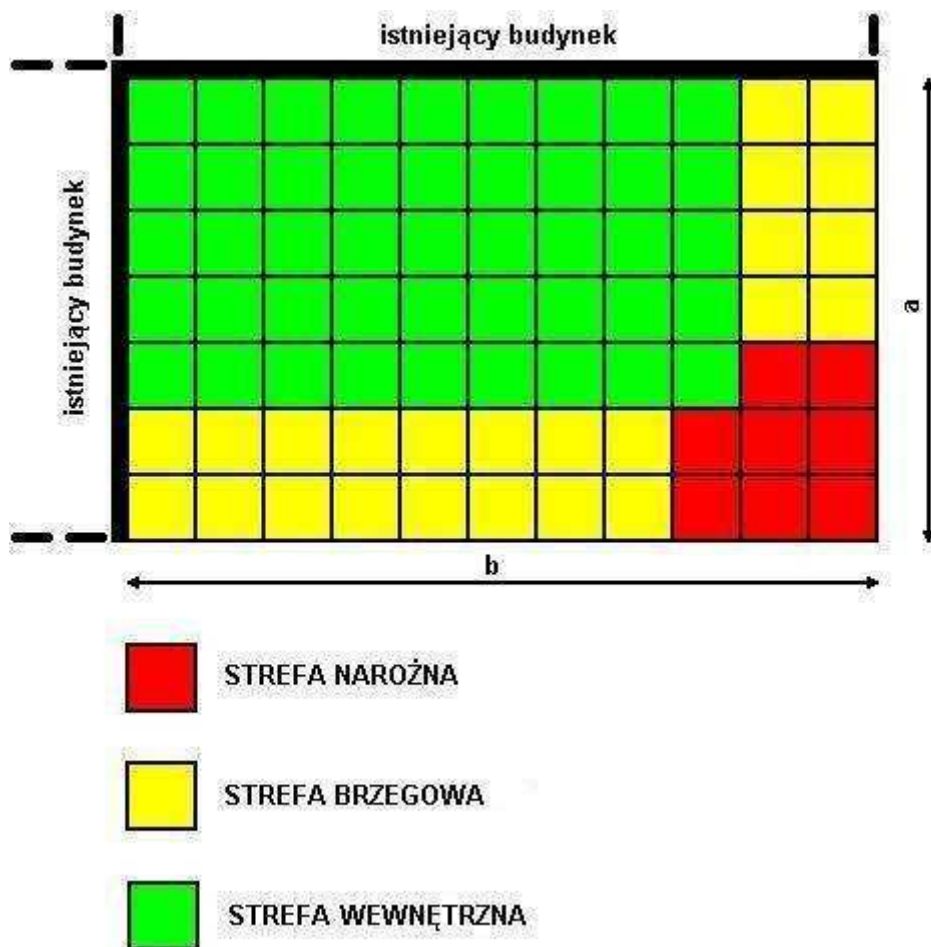 istniejący budynek
istniejący budynek
a
b
STREFA NAROŻNA
STREFA BRZEGOWA
STREFA WEWNĘTRZNA